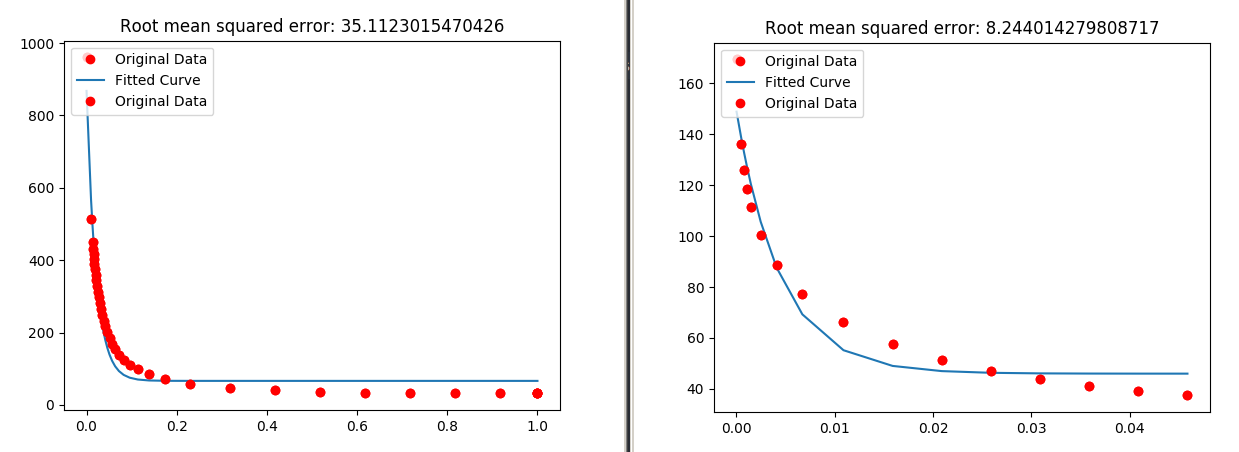 Root mean squared error: 35.1123015470426
1000
800
600
400
200
0
0.0 0.2 0.4 0.6 0.8 1.0
Original Data
Fitted Curve
Original Data
Root mean squared error: 8.244014279808717
160
140
120
100
80
60
40
0.00 0.01 0.02 0.03 0.04
Original Data
Fitted Curve
Original Data